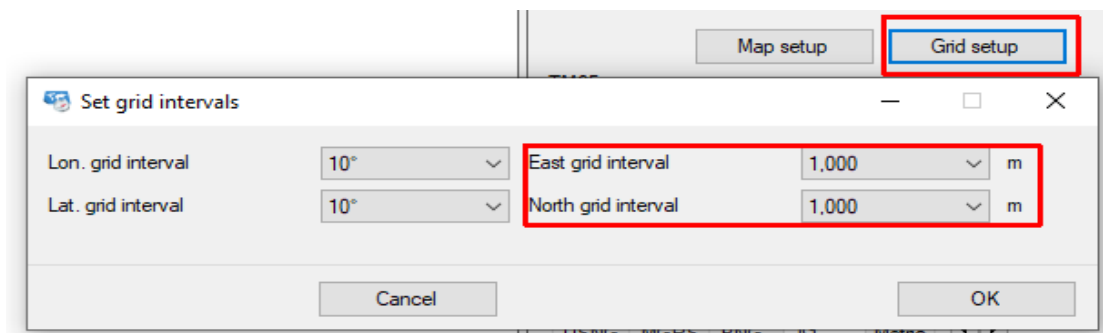 Map setup Grid setup
Set grid intervals
Lon. grid interval 10° East grid interval 1,000 m
Lat. grid interval 10° North grid interval 1,000 m
Cancel OK